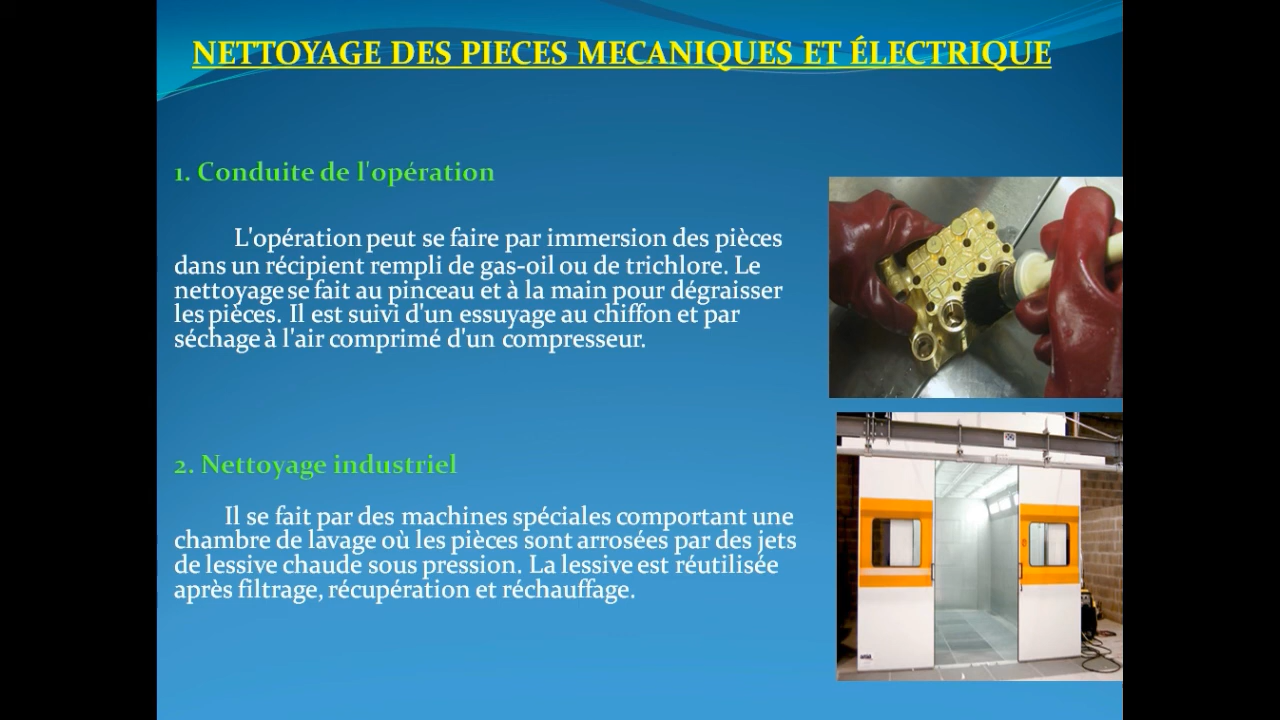 NETTOYAGE DES PIECES MECANIQUES ET ÉLECTRIQUE
1. Conduite de l'opération
L'opération peut se faire par immersion des pièces
dans un récipient rempli de gas-oil ou de trichlore. Le
nettoyage se fait au pinceau et à la main pour dégraisser
les pièces. Il est suivi d'un essuyage au chiffon et par
séchage à l'air comprimé d'un compresseur.
2. Nettoyage industriel
Il se fait par des machines spéciales comportant une
chambre de lavage où les pièces sont arrosées par des jets
de lessive chaude sous pression. La lessive est réutilisée
après filtrage, récupération et réchauffage.